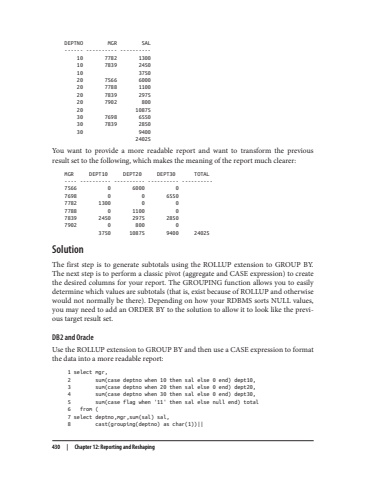 DEPTNO MGR SAL
------ ---------- ----------
10 7782 1300
10 7839 2450
10 3750
20 7566 6000
20 7788 1100
20 7839 2975
20 7902 800
20 10875
30 7698 6550
30 7839 2850
30 9400
24025
You want to provide a more readable report and want to transform the previous
result set to the following, which makes the meaning of the report much clearer:
MGR DEPT10 DEPT20 DEPT30 TOTAL
---- ---------- ---------- ---------- ----------
7566 0 6000 0
7698 0 0 6550
7782 1300 0 0
7788 0 1100 0
7839 2450 2975 2850
7902 0 800 0
3750 10875 9400 24025
Solution
The first step is to generate subtotals using the ROLLUP extension to GROUP BY.
The next step is to perform a classic pivot (aggregate and CASE expression) to create
the desired columns for your report. The GROUPING function allows you to easily
determine which values are subtotals (that is, exist because of ROLLUP and otherwise
would not normally be there). Depending on how your RDBMS sorts NULL values,
you may need to add an ORDER BY to the solution to allow it to look like the previ-
ous target result set.
DB2 and Oracle
Use the ROLLUP extension to GROUP BY and then use a CASE expression to format
the data into a more readable report:
1 select mgr,
2 sum(case deptno when 10 then sal else 0 end) dept10,
3 sum(case deptno when 20 then sal else 0 end) dept20,
4 sum(case deptno when 30 then sal else 0 end) dept30,
5 sum(case flag when '11' then sal else null end) total
6 from (
7 select deptno,mgr,sum(sal) sal,
8 cast(grouping(deptno) as char(1))||
430 | Chapter 12: Reporting and Reshaping